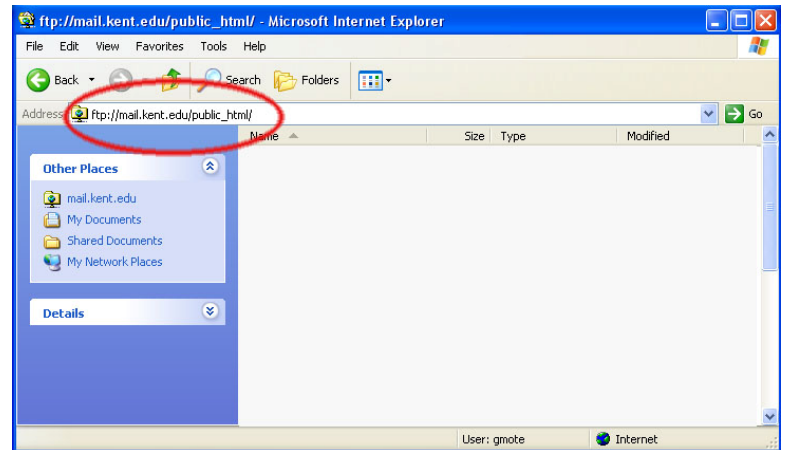 ftp://mail.kent.edu/public_html/ - Microsoft Internet Explorer
File Edit View Favorites Tools Help
Back Search Folders
Address ftp://mail.kent.edu/public_html/ Go
Name Size Type Modified
Other Places
mail.kent.edu
My Documents
Shared Documents
My Network Places
Details
User: gmote Internet